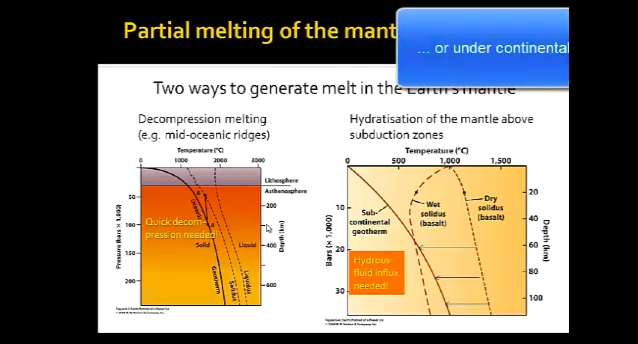 Partial melting of the mant
... or under continental
Two ways to generate melt in the Earth's mantle
Decompression melting
(e.g. mid-oceanic ridges)
Hydratisation of the mantle above
subduction zones
Temperature (°C)
0 1000 2000 3000
Lithosphere
Asthenosphere
50
100
150
200
Pressure (bars × 1,000)
200
400
600
Depth (km)
Quick decom-
pression needed!
Solid
Liquid
Geotherm
Solidus
Liquidus
Temperature (°C)
0 500 1,000 1,500
10
20
30
Bars (× 1,000)
20
40
60
80
100
Depth (km)
Sub-
continental
geotherm
Wet
solidus
(basalt)
Dry
solidus
(basalt)
Hydrous
fluid influx
needed!